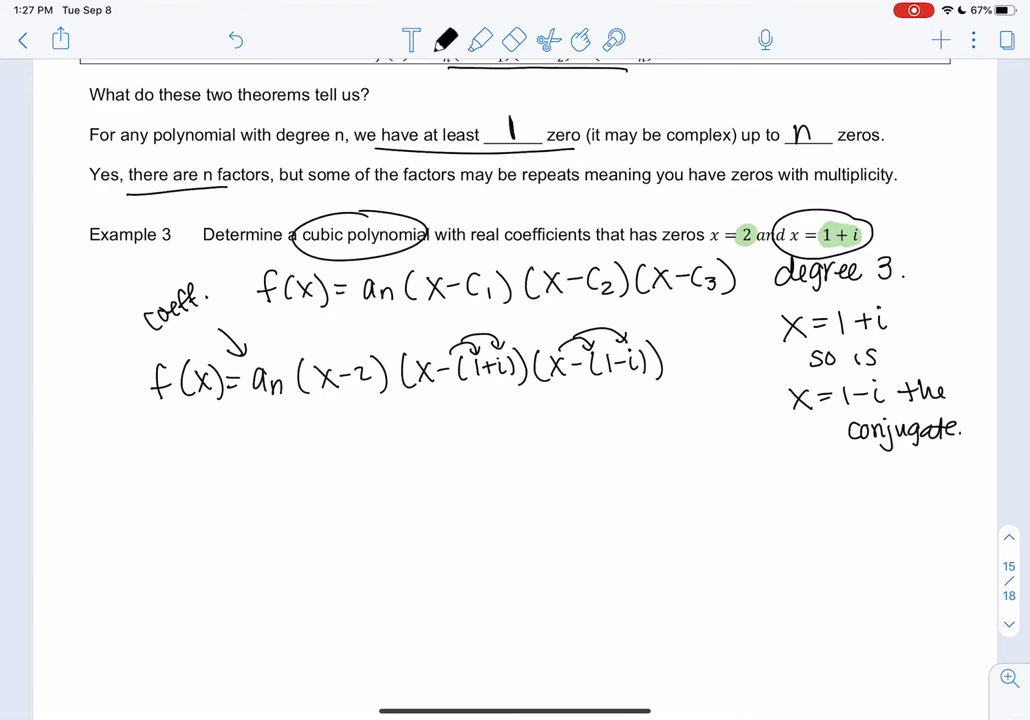 1:27 PM Tue Sep 8
67%
What do these two theorems tell us?
For any polynomial with degree n, we have at least 1 zero (it may be complex) up to n zeros.
Yes, there are n factors, but some of the factors may be repeats meaning you have zeros with multiplicity.
Example 3 Determine a cubic polynomial with real coefficients that has zeros x = 2 and x = 1 + i
f(x) = an (x-c1) (x-c2)(x-c3)
degree 3.
coeff.
x = 1+i
so is
f(x) = an (x-2) (x-(1+i))(x-(1-i))
x = 1-i the
conjugate.
15
/
18